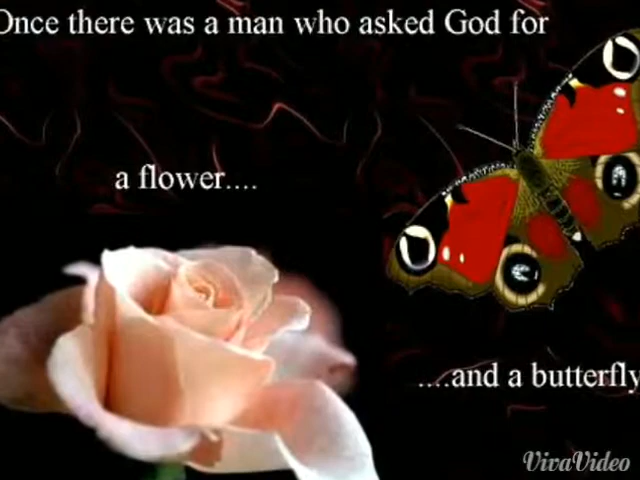 Once there was a man who asked God for
a flower....
....and a butterfly
VivaVideo